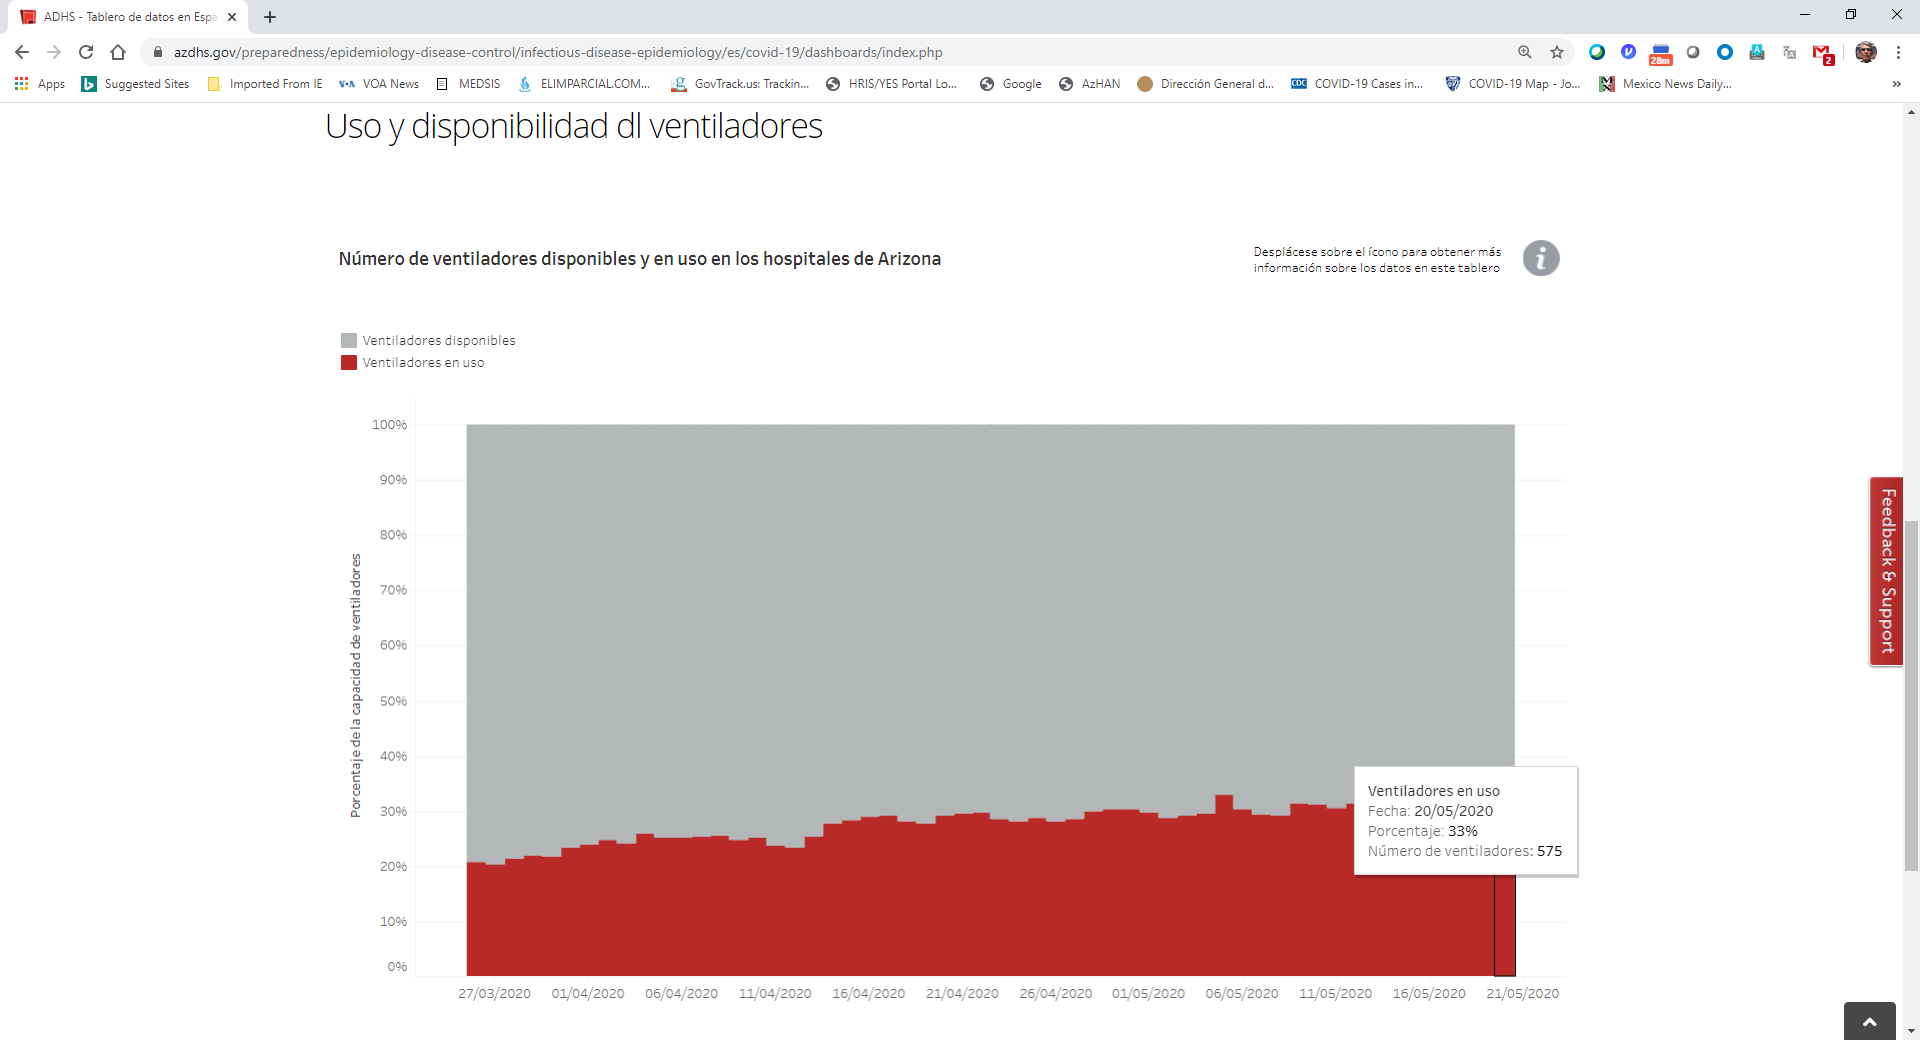 ADHS - Tablero de datos en Espa
azdhs.gov/preparedness/epidemiology-disease-control/infectious-disease-epidemiology/es/covid-19/dashboards/index.php
28m
2
Apps Suggested Sites Imported From IE VOA VOA News MEDSIS ELIMPARCIAL.COM... GovTrack.us: Trackin... HRIS/YES Portal Lo... Google AzHAN Dirección General d... CDC COVID-19 Cases in... COVID-19 Map - Jo... Mexico News Daily... »
Uso y disponibilidad dl ventiladores
Número de ventiladores disponibles y en uso en los hospitales de Arizona
Desplácese sobre el ícono para obtener más
información sobre los datos en este tablero
i
Ventiladores disponibles
Ventiladores en uso
Porcentaje de la capacidad de ventiladores
100%
90%
80%
70%
60%
50%
40%
30%
20%
10%
0%
Ventiladores en uso
Fecha: 20/05/2020
Porcentaje: 33%
Número de ventiladores: 575
27/03/2020 01/04/2020 06/04/2020 11/04/2020 16/04/2020 21/04/2020 26/04/2020 01/05/2020 06/05/2020 11/05/2020 16/05/2020 21/05/2020
Feedback & Support